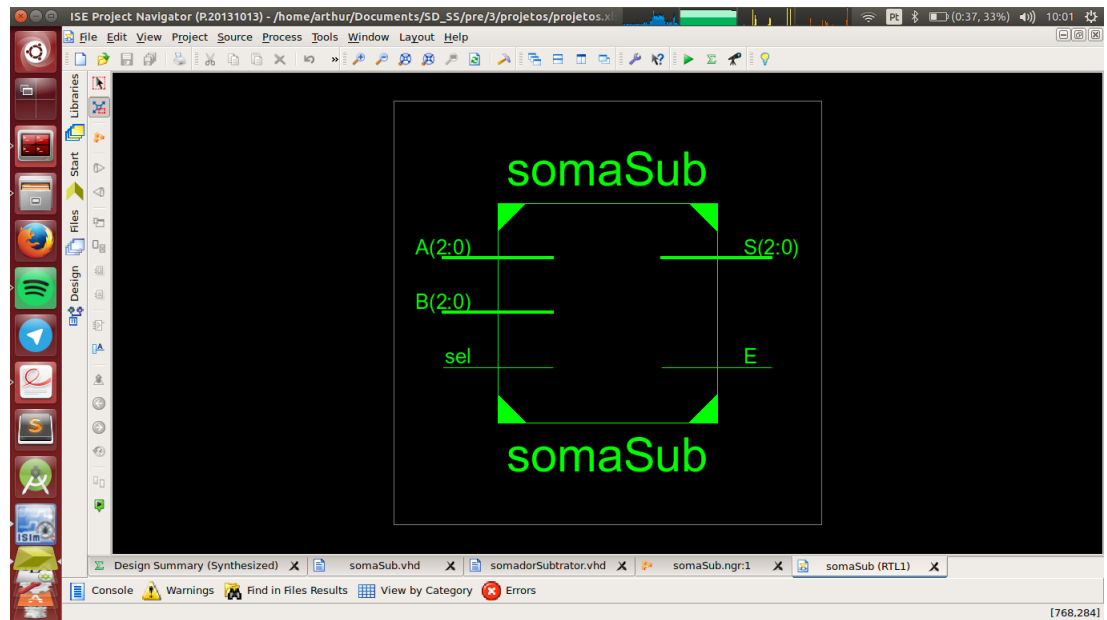 ISE Project Navigator (P.20131013) - /home/arthur/Documents/SD_SS/pre/3/projetos/projetos.xi
Pt
(0:37, 33%)
10:01
File Edit View Project Source Process Tools Window Layout Help
Libraries
Start
Files
Design
somaSub
A(2:0)
S(2:0)
B(2:0)
sel
E
somaSub
ISim
Design Summary (Synthesized)
somaSub.vhd
somadorSubtrator.vhd
somaSub.ngr:1
somaSub (RTL1)
Console
Warnings
Find in Files Results
View by Category
Errors
[768,284]